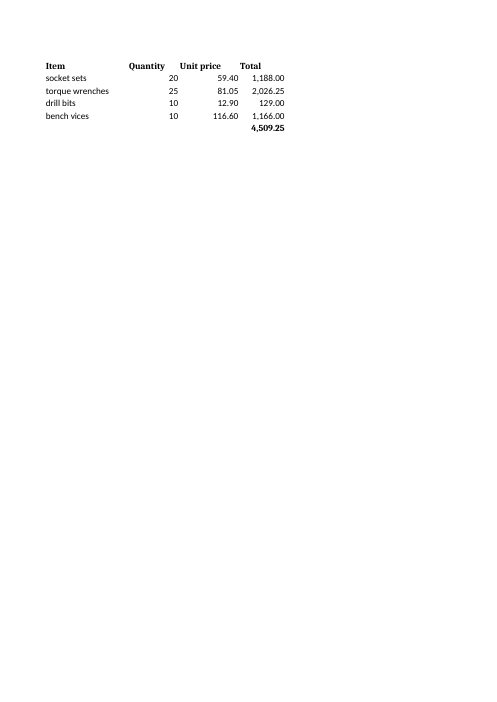 Item Quantity Unit price Total
socket sets 20 59.40 1,188.00
torque wrenches 25 81.05 2,026.25
drill bits 10 12.90 129.00
bench vices 10 116.60 1,166.00
4,509.25